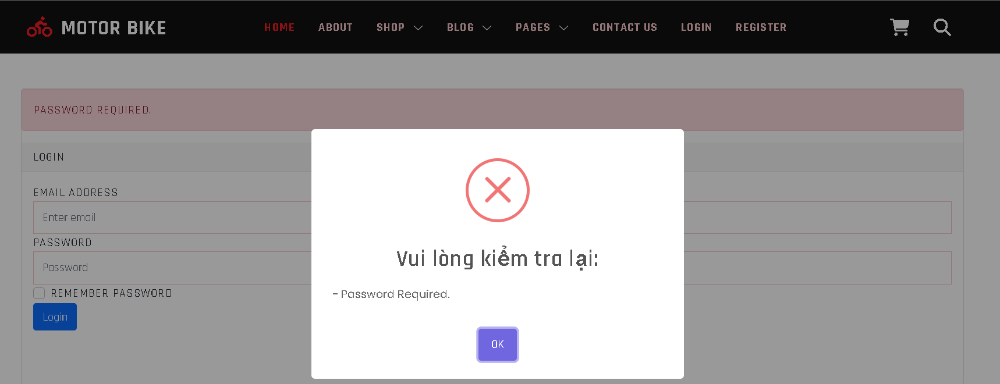 MOTOR BIKE HOME ABOUT SHOP BLOG PAGES CONTACT US LOGIN REGISTER
PASSWORD REQUIRED.
LOGIN
EMAIL ADDRESS
Enter email
PASSWORD
Password
REMEMBER PASSWORD
Login
Vui lòng kiểm tra lại:
- Password Required.
OK